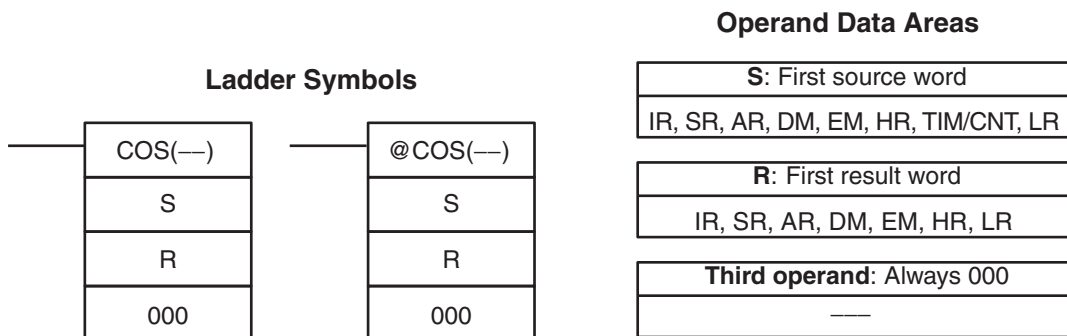 Ladder Symbols
COS(––)
S
R
000
@COS(––)
S
R
000
Operand Data Areas
S: First source word
IR, SR, AR, DM, EM, HR, TIM/CNT, LR
R: First result word
IR, SR, AR, DM, EM, HR, LR
Third operand: Always 000
–––